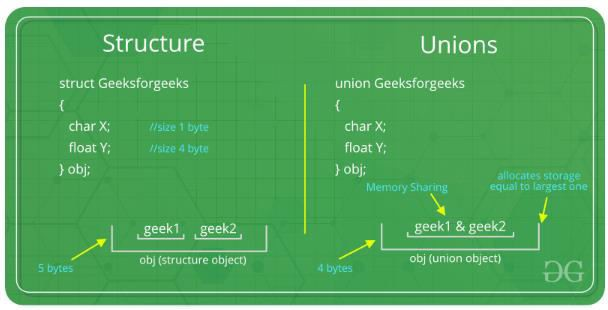 Structure
struct Geeksforgeeks
{
char X; //size 1 byte
float Y; //size 4 byte
} obj;
geek1 geek2
obj (structure object)
5 bytes
Unions
union Geeksforgeeks
{
char X;
float Y;
} obj;
Memory Sharing
allocates storage
equal to largest one
geek1 & geek2
obj (union object)
4 bytes